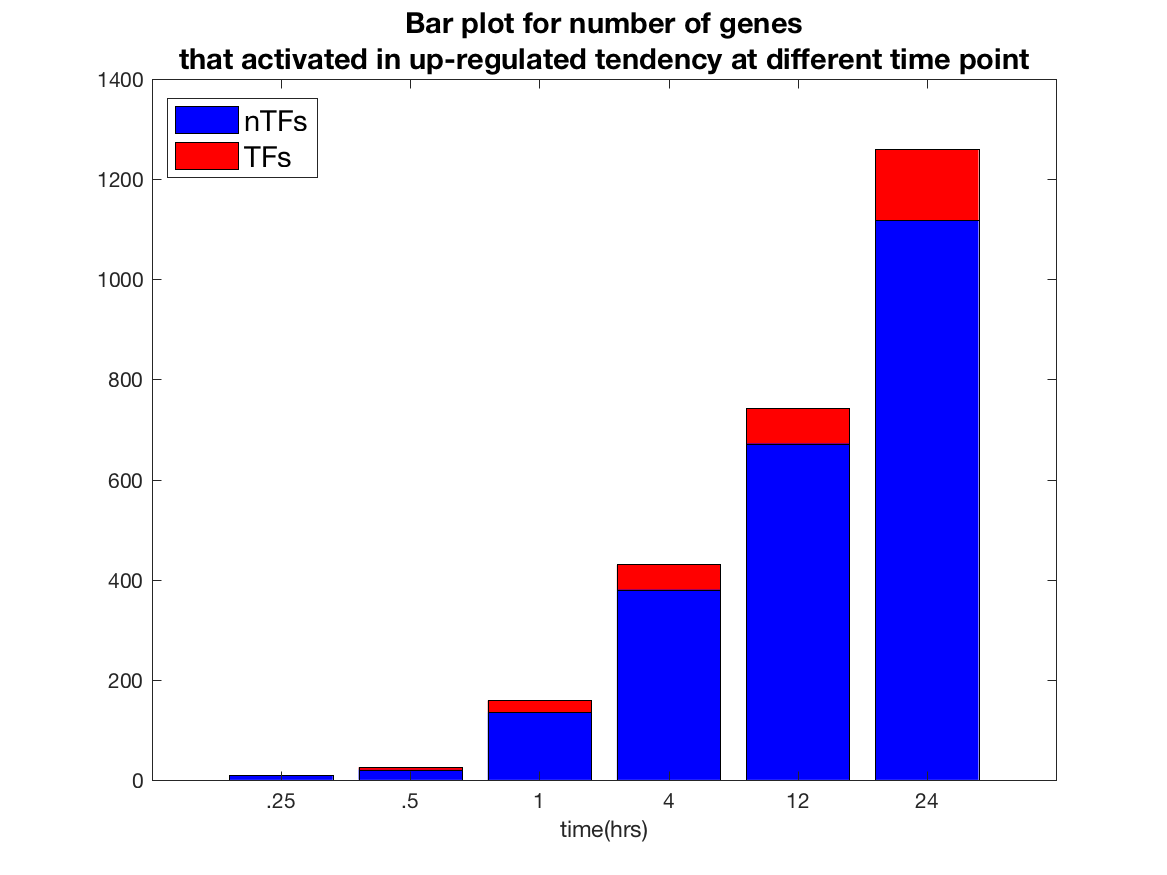 Bar plot for number of genes
that activated in up-regulated tendency at different time point
1400
1200
1000
800
600
400
200
0
nTFs
TFs
.25 .5 1 4 12 24
time(hrs)